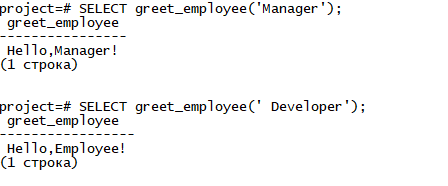 project=# SELECT greet_employee('Manager');
greet_employee
----------------
Hello,Manager!
(1 строка)
project=# SELECT greet_employee(' Developer');
greet_employee
-----------------
Hello,Employee!
(1 строка)